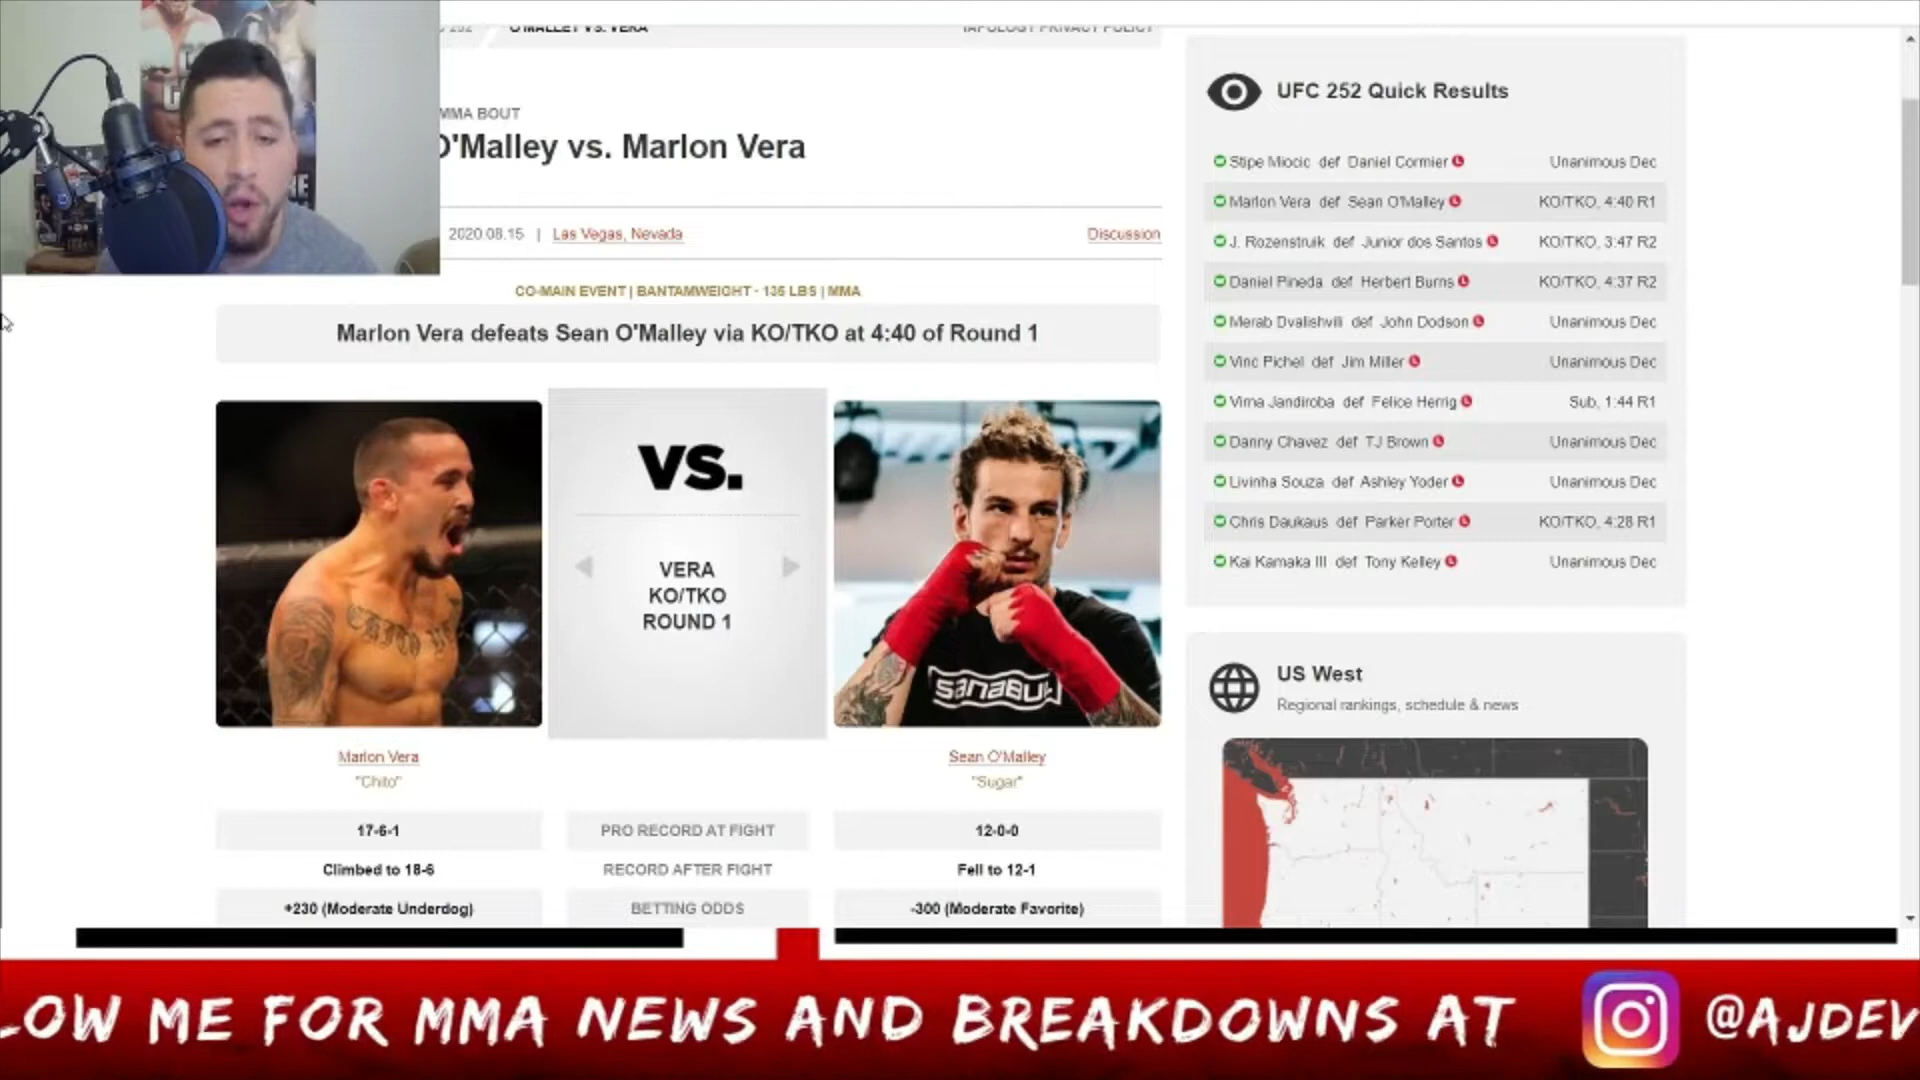 O'MALLEY VS. VERA
TAPOLOGY PRIVACY POLICY
MMA BOUT
O'Malley vs. Marlon Vera
2020.08.15 | Las Vegas, Nevada
Discussion
CO-MAIN EVENT | BANTAMWEIGHT · 135 LBS | MMA
Marlon Vera defeats Sean O'Malley via KO/TKO at 4:40 of Round 1
VS.
VERA
KO/TKO
ROUND 1
SANABUL
Marlon Vera
"Chito"
Sean O'Malley
"Sugar"
17-6-1 PRO RECORD AT FIGHT 12-0-0
Climbed to 18-6 RECORD AFTER FIGHT Fell to 12-1
+230 (Moderate Underdog) BETTING ODDS -300 (Moderate Favorite)
UFC 252 Quick Results
Stipe Miocic def Daniel Cormier L Unanimous Dec
Marlon Vera def Sean O'Malley L KO/TKO, 4:40 R1
J. Rozenstruik def Junior dos Santos L KO/TKO, 3:47 R2
Daniel Pineda def Herbert Burns L KO/TKO, 4:37 R2
Merab Dvalishvili def John Dodson L Unanimous Dec
Vinc Pichel def Jim Miller L Unanimous Dec
Virna Jandiroba def Felice Herrig L Sub, 1:44 R1
Danny Chavez def TJ Brown L Unanimous Dec
Livinha Souza def Ashley Yoder L Unanimous Dec
Chris Daukaus def Parker Porter L KO/TKO, 4:28 R1
Kai Kamaka III def Tony Kelley L Unanimous Dec
US West
Regional rankings, schedule & news
LOW ME FOR MMA NEWS AND BREAKDOWNS AT @AJDEV